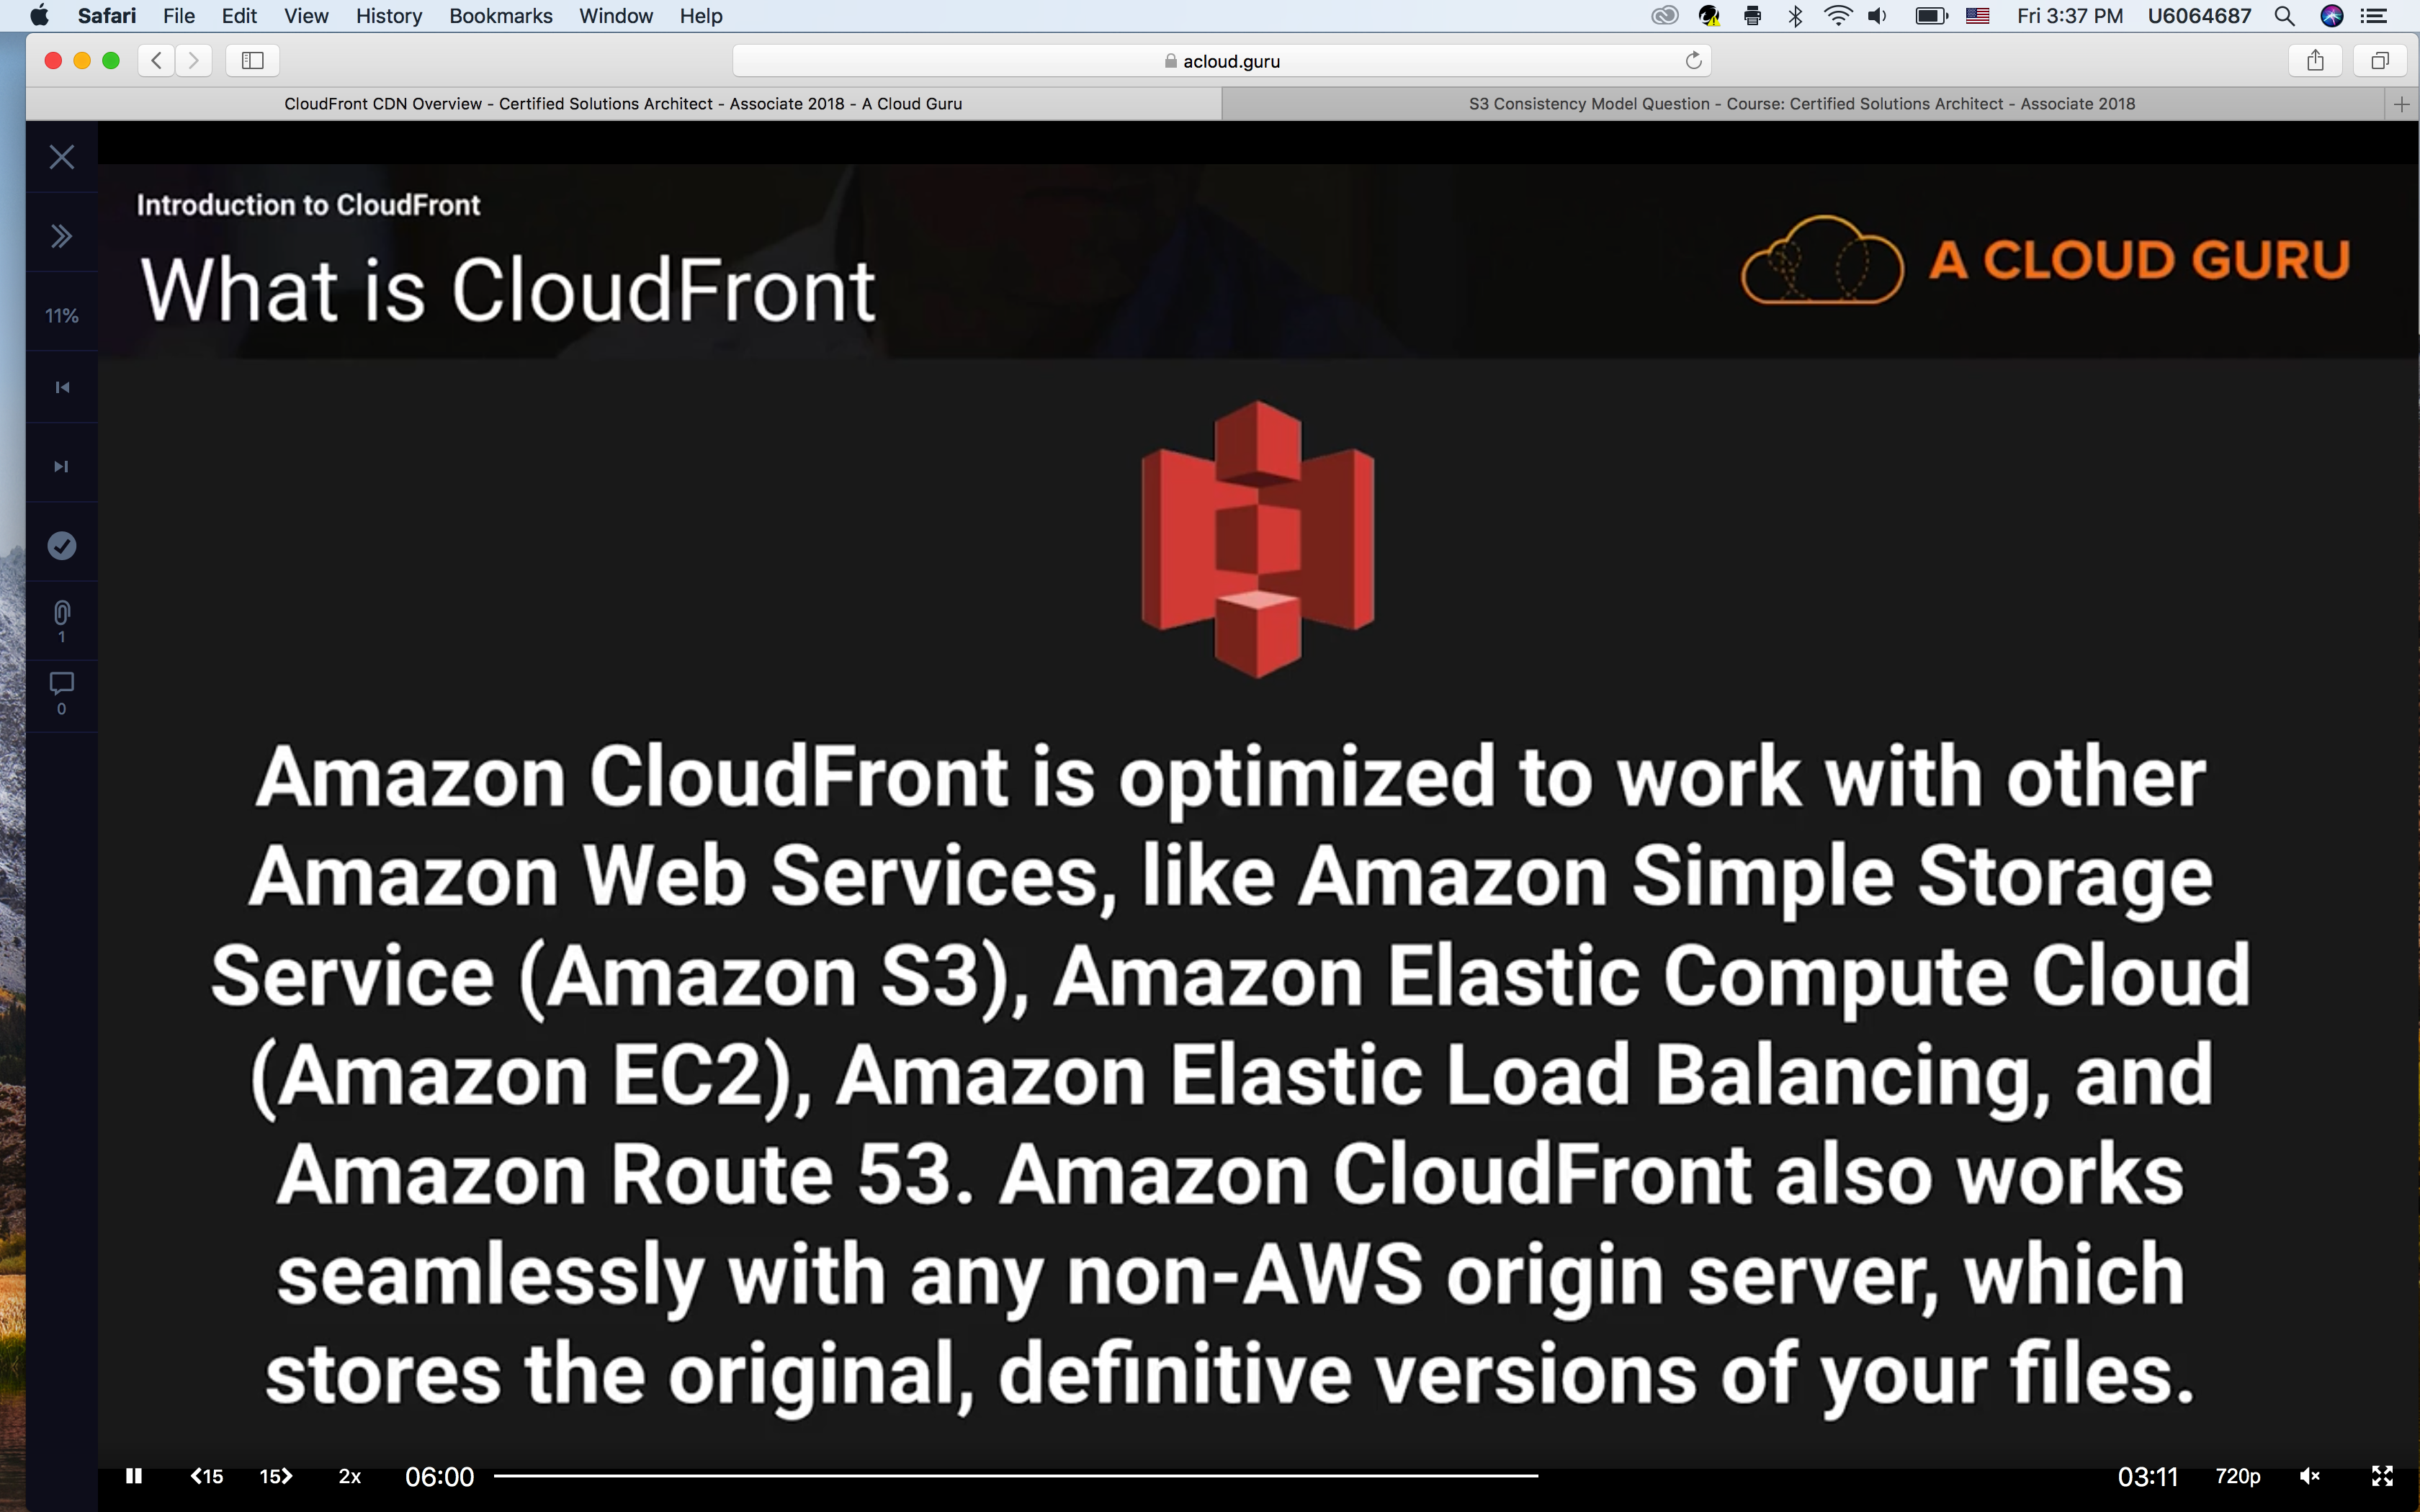 Safari File Edit View History Bookmarks Window Help Fri 3:37 PM U6064687
acloud.guru
CloudFront CDN Overview - Certified Solutions Architect - Associate 2018 - A Cloud Guru
S3 Consistency Model Question - Course: Certified Solutions Architect - Associate 2018
Introduction to CloudFront
What is CloudFront
A CLOUD GURU
11%
1
0
Amazon CloudFront is optimized to work with other
Amazon Web Services, like Amazon Simple Storage
Service (Amazon S3), Amazon Elastic Compute Cloud
(Amazon EC2), Amazon Elastic Load Balancing, and
Amazon Route 53. Amazon CloudFront also works
seamlessly with any non-AWS origin server, which
stores the original, definitive versions of your files.
15 15 2x 06:00 03:11 720p